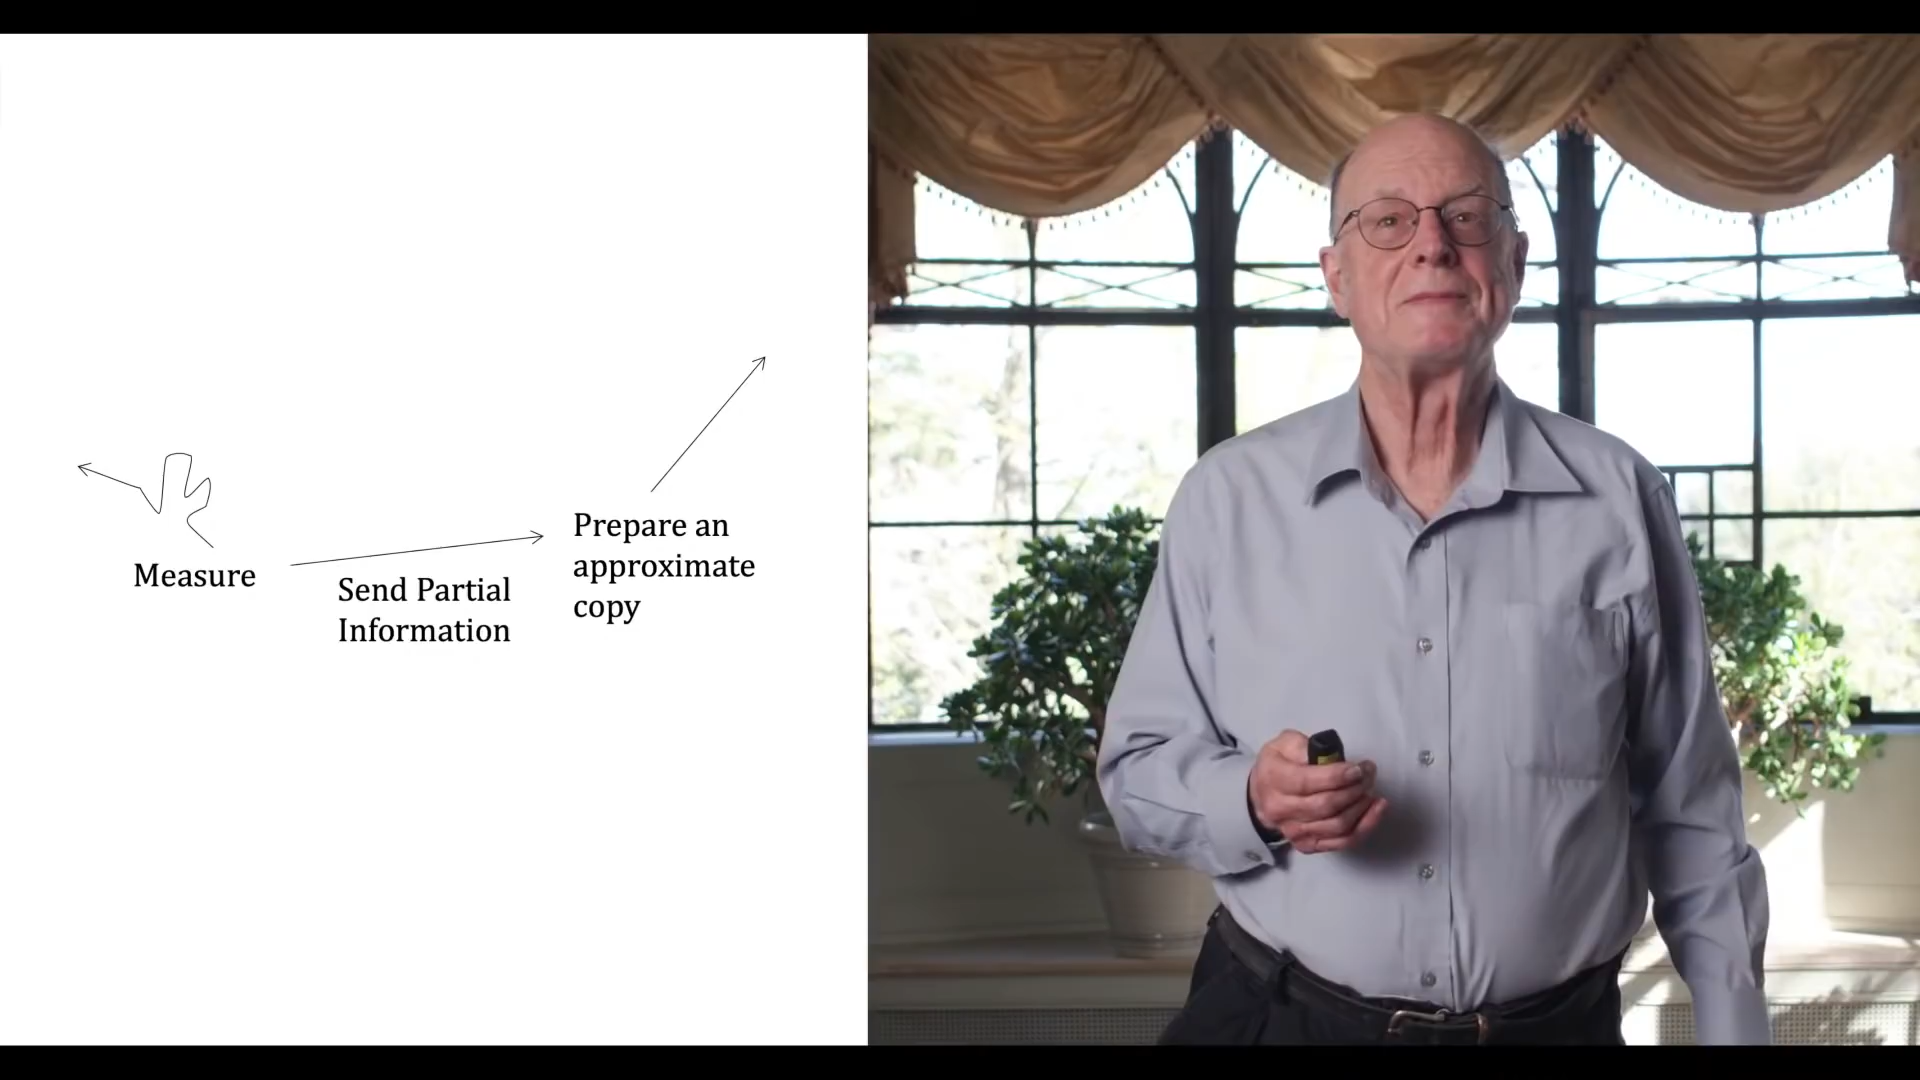 Measure
Send Partial
Information
Prepare an
approximate
copy